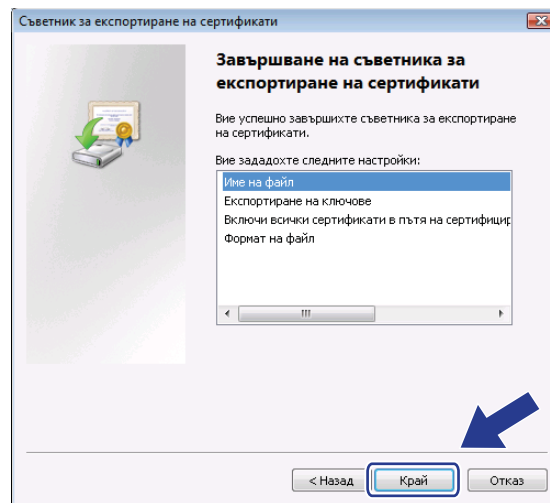 Съветник за експортиране на сертификати
Завършване на съветника за
експортиране на сертификати
Вие успешно завършихте съветника за експортиране
на сертификати.
Вие зададохте следните настройки:
Име на файл
Експортиране на ключове
Включи всички сертификати в пътя на сертифицир
Формат на файл
< Назад
Край
Отказ